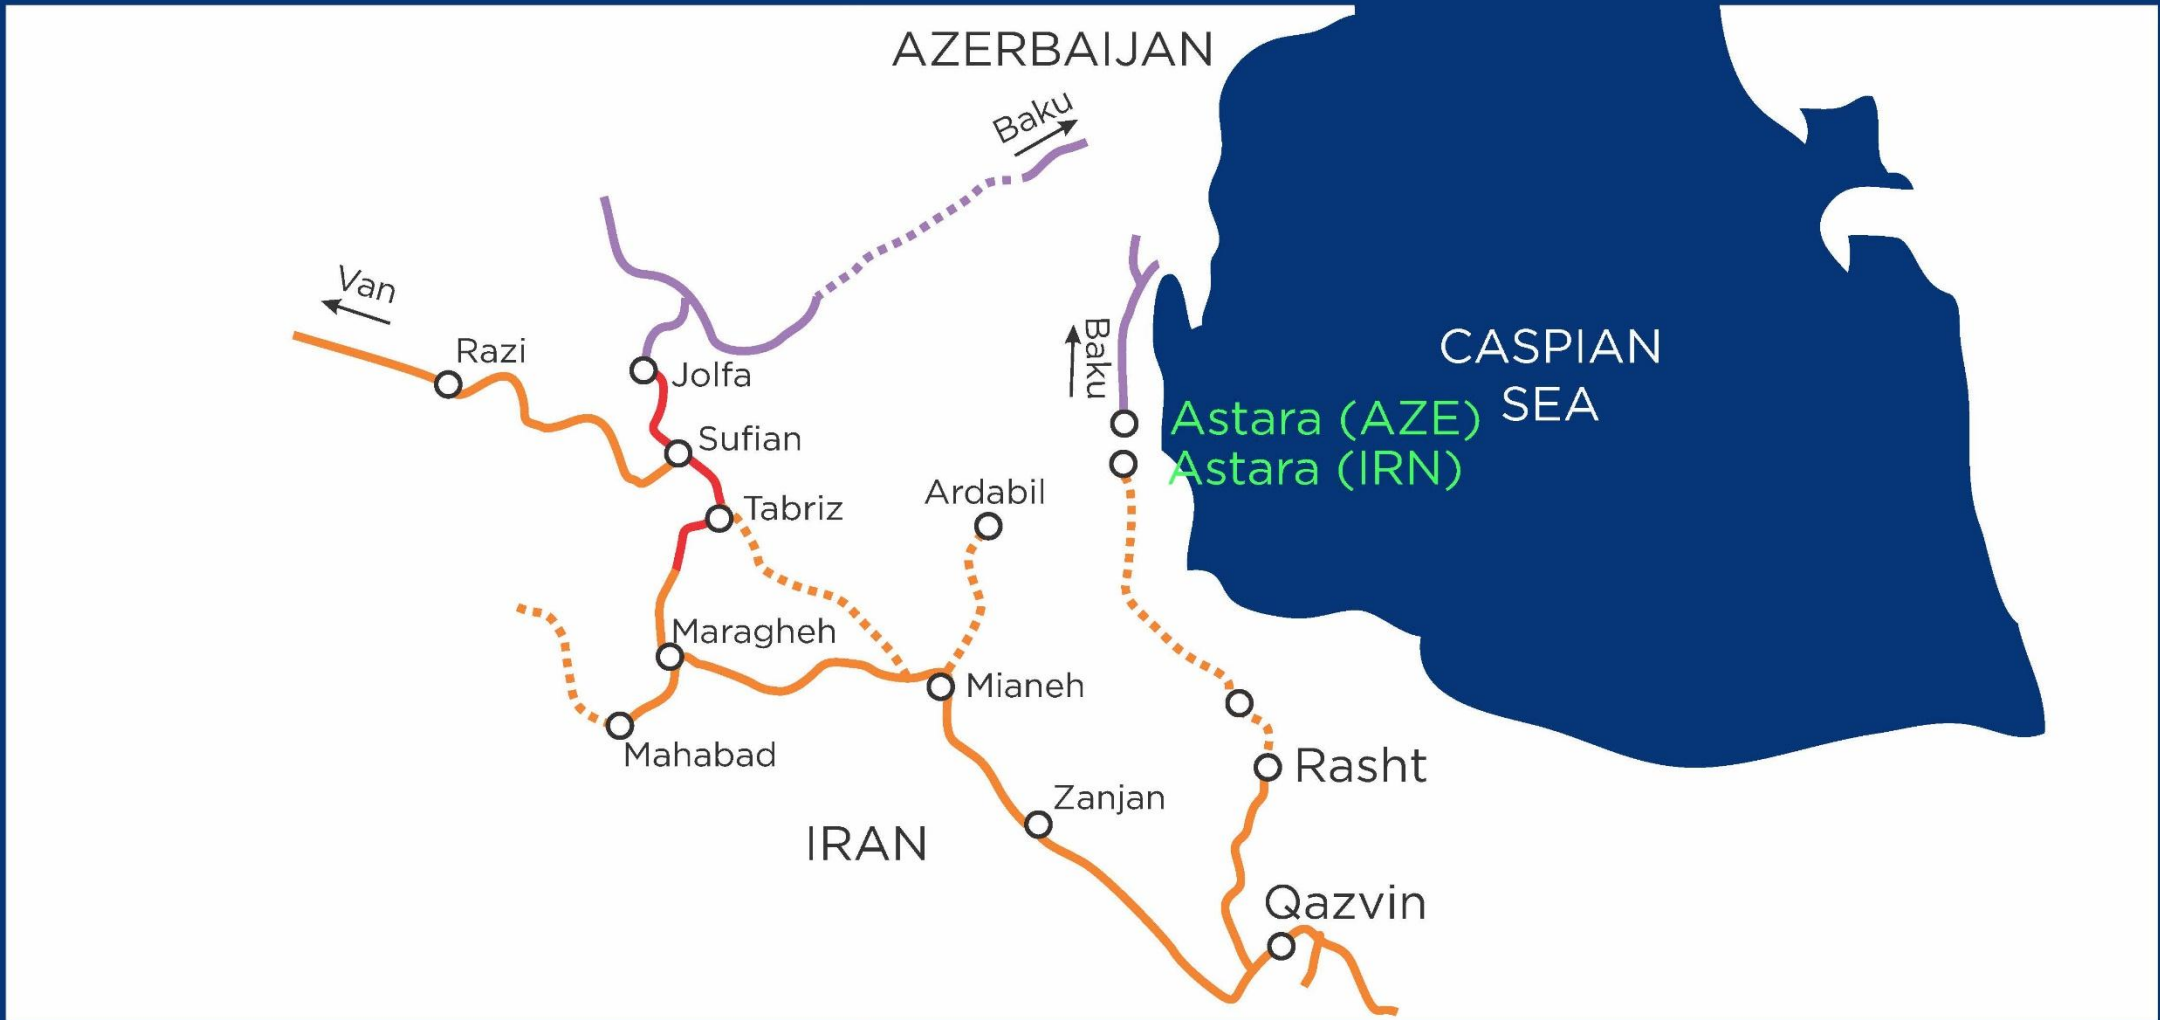 AZERBAIJAN
Baku
Van
Razi
Jolfa
Baku
CASPIAN
SEA
Astara (AZE)
Sufian
Astara (IRN)
Ardabil
Tabriz
Maragheh
Mianeh
Mahabad
Rasht
Zanjan
IRAN
Qazvin